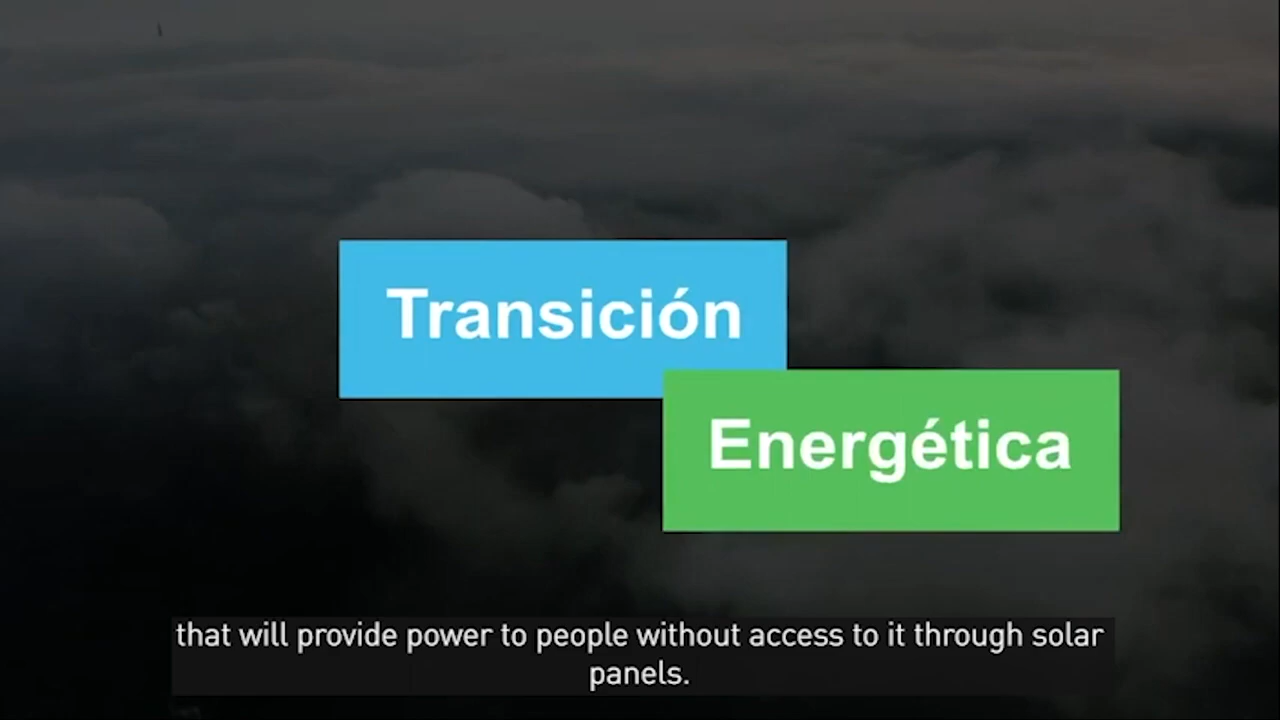 Transición
Energética
that will provide power to people without access to it through solar
panels.